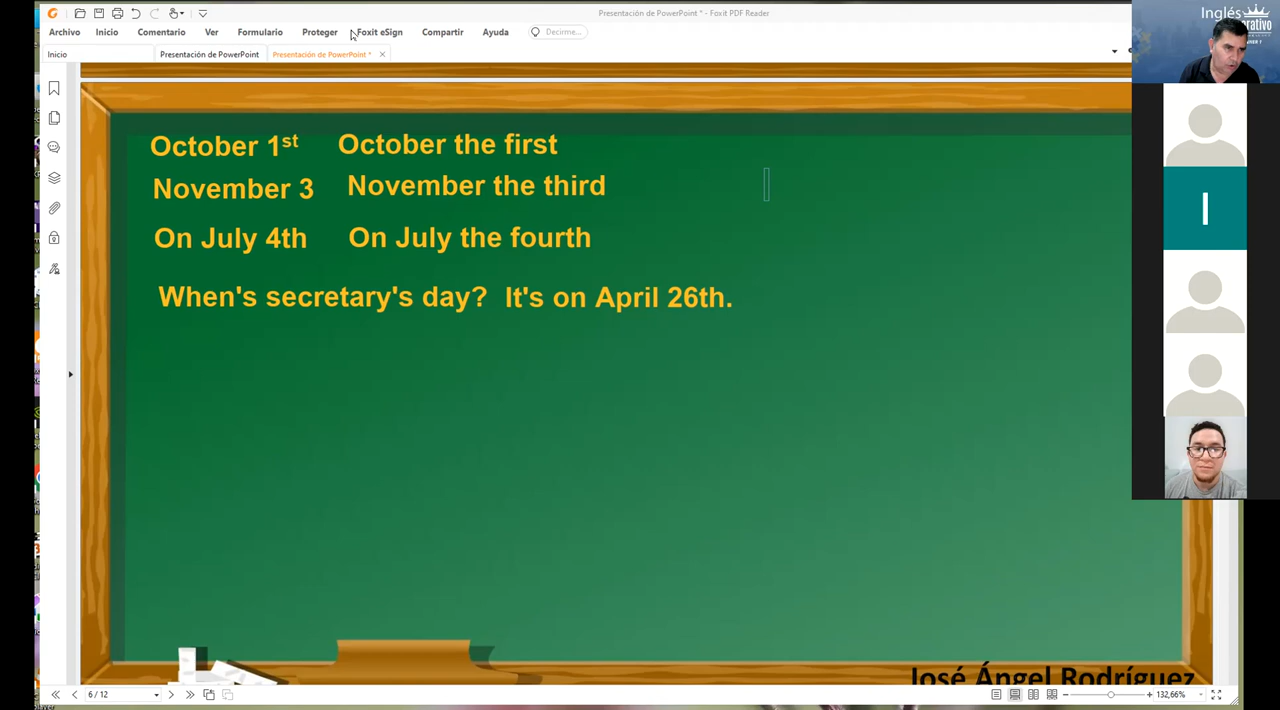 Presentación de PowerPoint * - Foxit PDF Reader
Archivo Inicio Comentario Ver Formulario Proteger Foxit eSign Compartir Ayuda Decirme...
Inicio Presentación de PowerPoint Presentación de PowerPoint *
Inglés
October 1st October the first
November 3 November the third
On July 4th On July the fourth
When's secretary's day? It's on April 26th.
I
José Ángel Rodríguez
6 / 12 132,66%